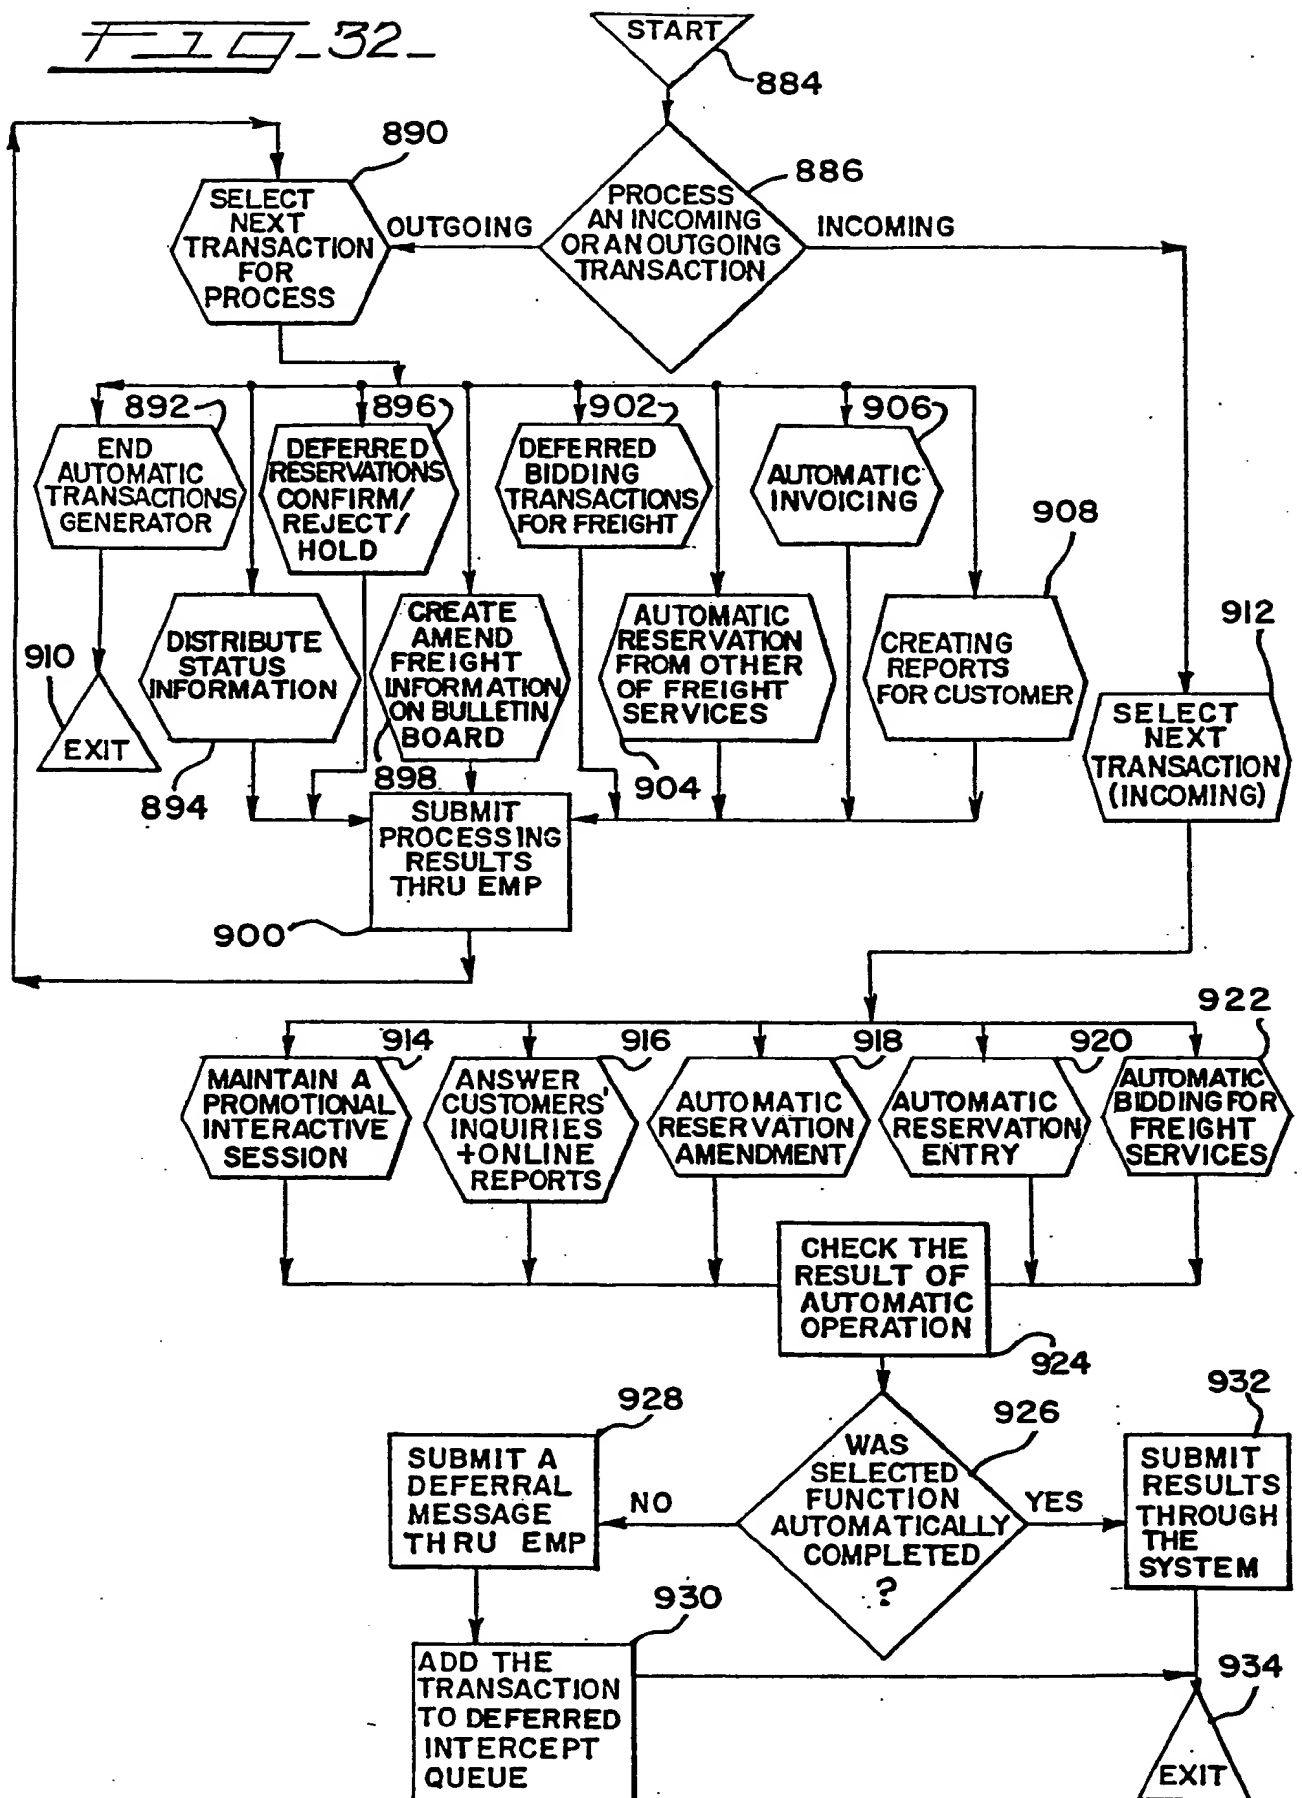 FIG_32_
START
884
890
886
SELECT
NEXT
TRANSACTION
FOR
PROCESS
OUTGOING
PROCESS
AN INCOMING
OR AN OUTGOING
TRANSACTION
INCOMING
892
896
902
906
END
AUTOMATIC
TRANSACTIONS
GENERATOR
DEFERRED
RESERVATIONS
CONFIRM/
REJECT/
HOLD
DEFERRED
BIDDING
TRANSACTIONS
FOR FREIGHT
AUTOMATIC
INVOICING
908
910
EXIT
DISTRIBUTE
STATUS
INFORMATION
894
CREATE
AMEND
FREIGHT
INFORMATION
ON BULLETIN
BOARD
898
AUTOMATIC
RESERVATION
FROM OTHER
OF FREIGHT
SERVICES
904
CREATING
REPORTS
FOR CUSTOMER
912
SELECT
NEXT
TRANSACTION
(INCOMING)
SUBMIT
PROCESSING
RESULTS
THRU EMP
900
914
916
918
920
922
MAINTAIN A
PROMOTIONAL
INTERACTIVE
SESSION
ANSWER
CUSTOMERS'
INQUIRIES
+ONLINE
REPORTS
AUTOMATIC
RESERVATION
AMENDMENT
AUTOMATIC
RESERVATION
ENTRY
AUTOMATIC
BIDDING FOR
FREIGHT
SERVICES
CHECK THE
RESULT OF
AUTOMATIC
OPERATION
924
928
926
932
SUBMIT A
DEFERRAL
MESSAGE
THRU EMP
NO
WAS
SELECTED
FUNCTION
AUTOMATICALLY
COMPLETED
?
YES
SUBMIT
RESULTS
THROUGH
THE
SYSTEM
930
ADD THE
TRANSACTION
TO DEFERRED
INTERCEPT
QUEUE
934
EXIT